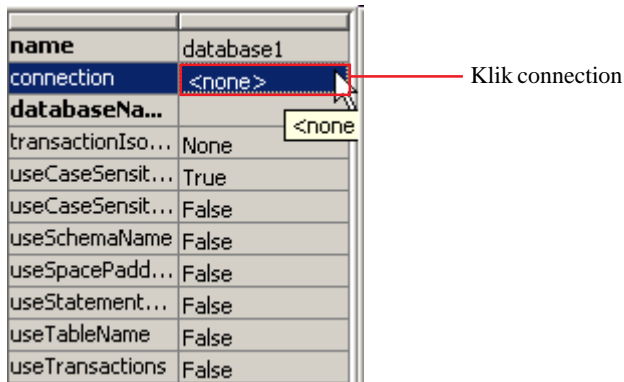 name database1
connection <none>
Klik connection
databaseNa...
<none
transactionIso... None
useCaseSensit... True
useCaseSensit... False
useSchemaName False
useSpacePadd... False
useStatement... False
useTableName False
useTransactions False